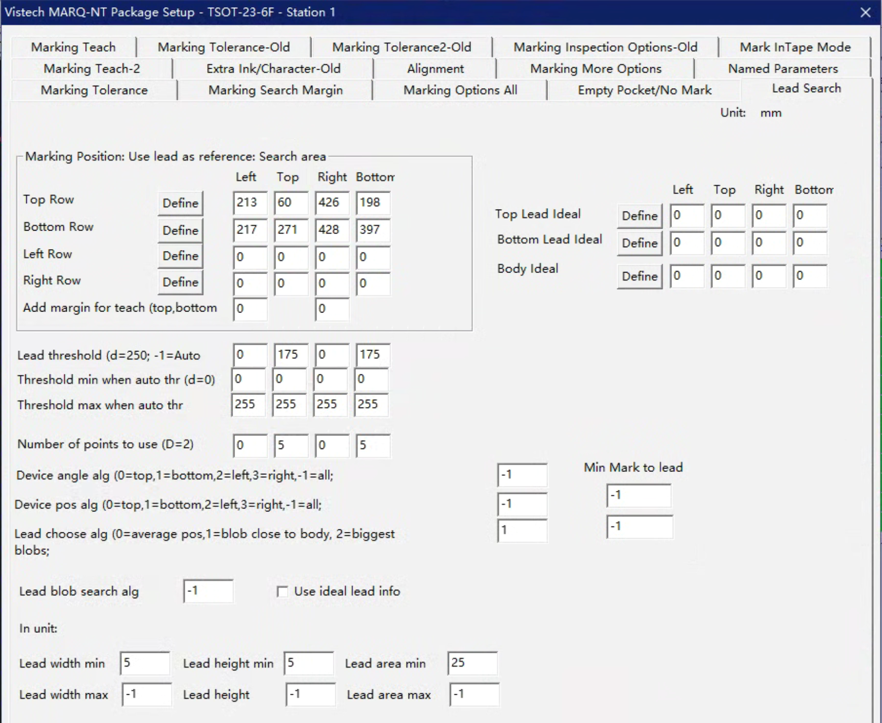 Vistech MARQ-NT Package Setup - TSOT-23-6F - Station 1
Marking Teach Marking Tolerance-Old Marking Tolerance2-Old Marking Inspection Options-Old Mark InTape Mode
Marking Teach-2 Extra Ink/Character-Old Alignment Marking More Options Named Parameters
Marking Tolerance Marking Search Margin Marking Options All Empty Pocket/No Mark Lead Search
Unit: mm
Marking Position: Use lead as reference: Search area
Left Top Right Bottom
Top Row Define 213 60 426 198
Bottom Row Define 217 271 428 397
Left Row Define 0 0 0 0
Right Row Define 0 0 0 0
Add margin for teach (top,bottom 0 0
Left Top Right Bottom
Top Lead Ideal Define 0 0 0 0
Bottom Lead Ideal Define 0 0 0 0
Body Ideal Define 0 0 0 0
Lead threshold (d=250; -1=Auto 0 175 0 175
Threshold min when auto thr (d=0) 0 0 0 0
Threshold max when auto thr 255 255 255 255
Number of points to use (D=2) 0 5 0 5
Device angle alg (0=top,1=bottom,2=left,3=right,-1=all; -1
Device pos alg (0=top,1=bottom,2=left,3=right,-1=all; -1
Lead choose alg (0=average pos,1=blob close to body, 2=biggest 1
blobs;
Min Mark to lead
-1
-1
Lead blob search alg -1 Use ideal lead info
In unit:
Lead width min 5 Lead height min 5 Lead area min 25
Lead width max -1 Lead height -1 Lead area max -1